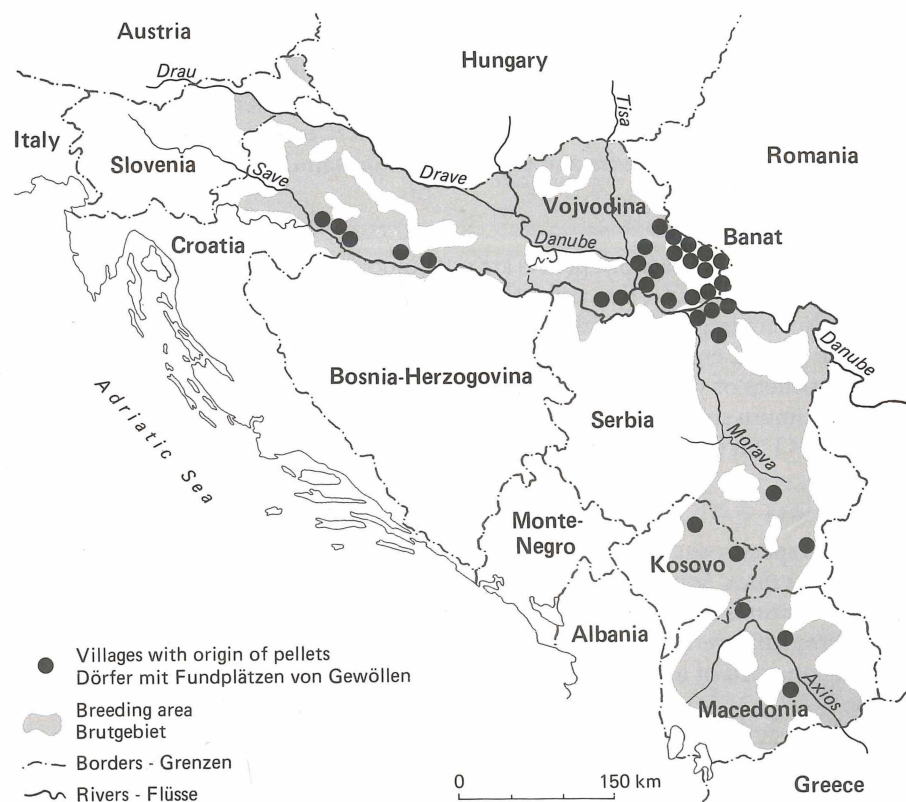 Austria
Hungary
Drau
Tisa
Italy
Slovenia
Romania
Save
Drave
Vojvodina
Croatia
Danube
Banat
Bosnia-Herzogovina
Danube
Serbia
Adriatic Sea
Morava
Monte-
Negro
Kosovo
Albania
Macedonia
Axios
Greece
Villages with origin of pellets
Dörfer mit Fundplätzen von Gewöllen
Breeding area
Brutgebiet
Borders - Grenzen
Rivers - Flüsse
0 150 km